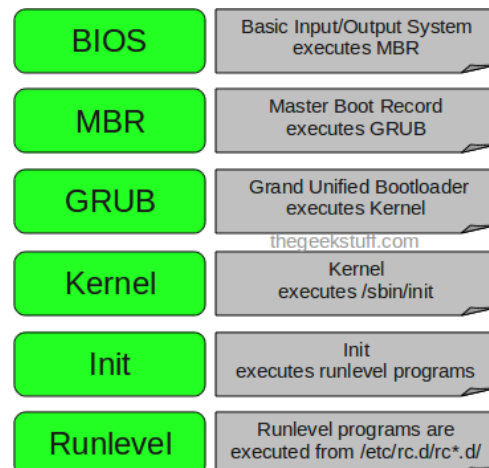 BIOS
Basic Input/Output System
executes MBR
MBR
Master Boot Record
executes GRUB
GRUB
Grand Unified Bootloader
executes Kernel
thegeekstuff.com
Kernel
Kernel
executes /sbin/init
Init
Init
executes runlevel programs
Runlevel
Runlevel programs are
executed from /etc/rc.d/rc*.d/